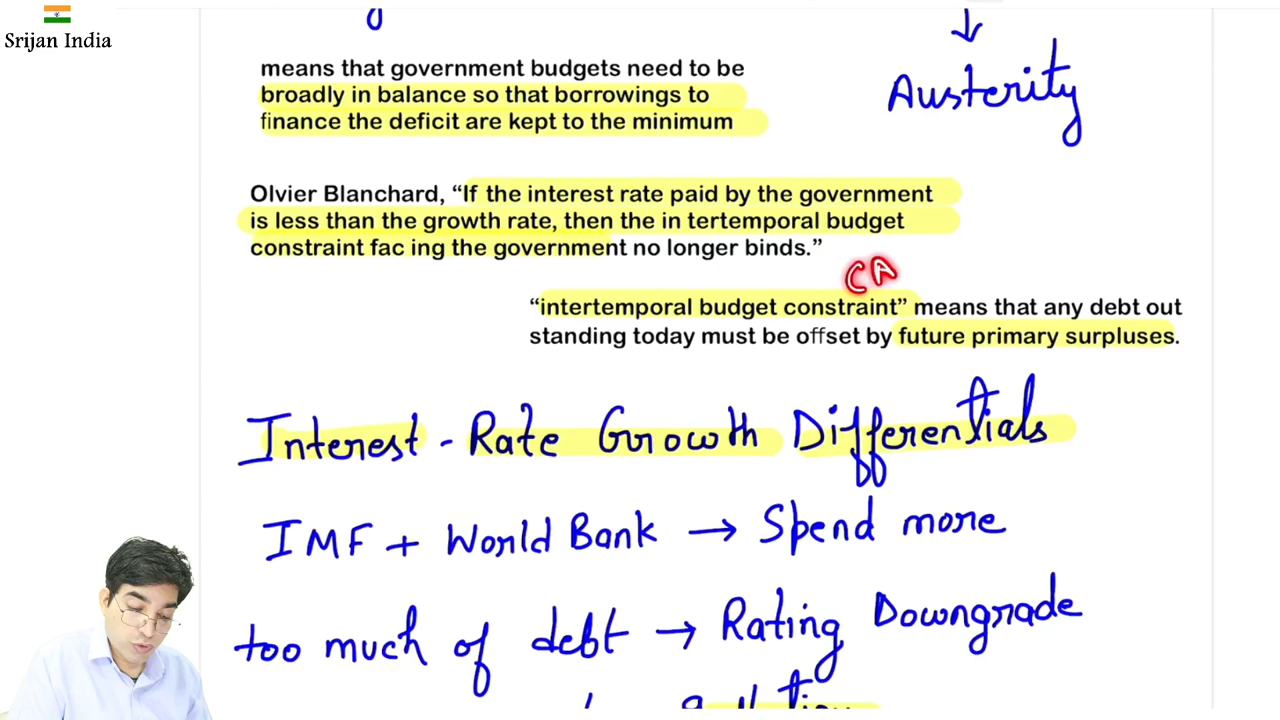 Srijan India
means that government budgets need to be
broadly in balance so that borrowings to
finance the deficit are kept to the minimum
Austerity
Olvier Blanchard, “If the interest rate paid by the government
is less than the growth rate, then the in tertemporal budget
constraint fac ing the government no longer binds.”
CA
“intertemporal budget constraint” means that any debt out
standing today must be offset by future primary surpluses.
Interest - Rate Growth Differentials
IMF + World Bank → Spend more
too much of debt → Rating Downgrade